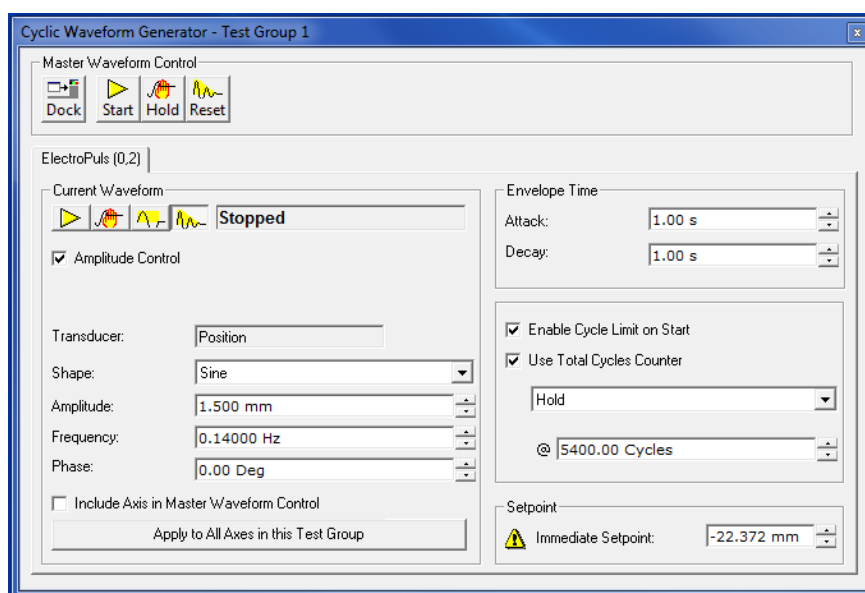 Cyclic Waveform Generator - Test Group 1
x
Master Waveform Control
Dock Start Hold Reset
ElectroPuls (0,2)
Current Waveform
Stopped
Amplitude Control
Transducer: Position
Shape: Sine
Amplitude: 1.500 mm
Frequency: 0.14000 Hz
Phase: 0.00 Deg
Include Axis in Master Waveform Control
Apply to All Axes in this Test Group
Envelope Time
Attack: 1.00 s
Decay: 1.00 s
Enable Cycle Limit on Start
Use Total Cycles Counter
Hold
@ 5400.00 Cycles
Setpoint
Immediate Setpoint: -22.372 mm